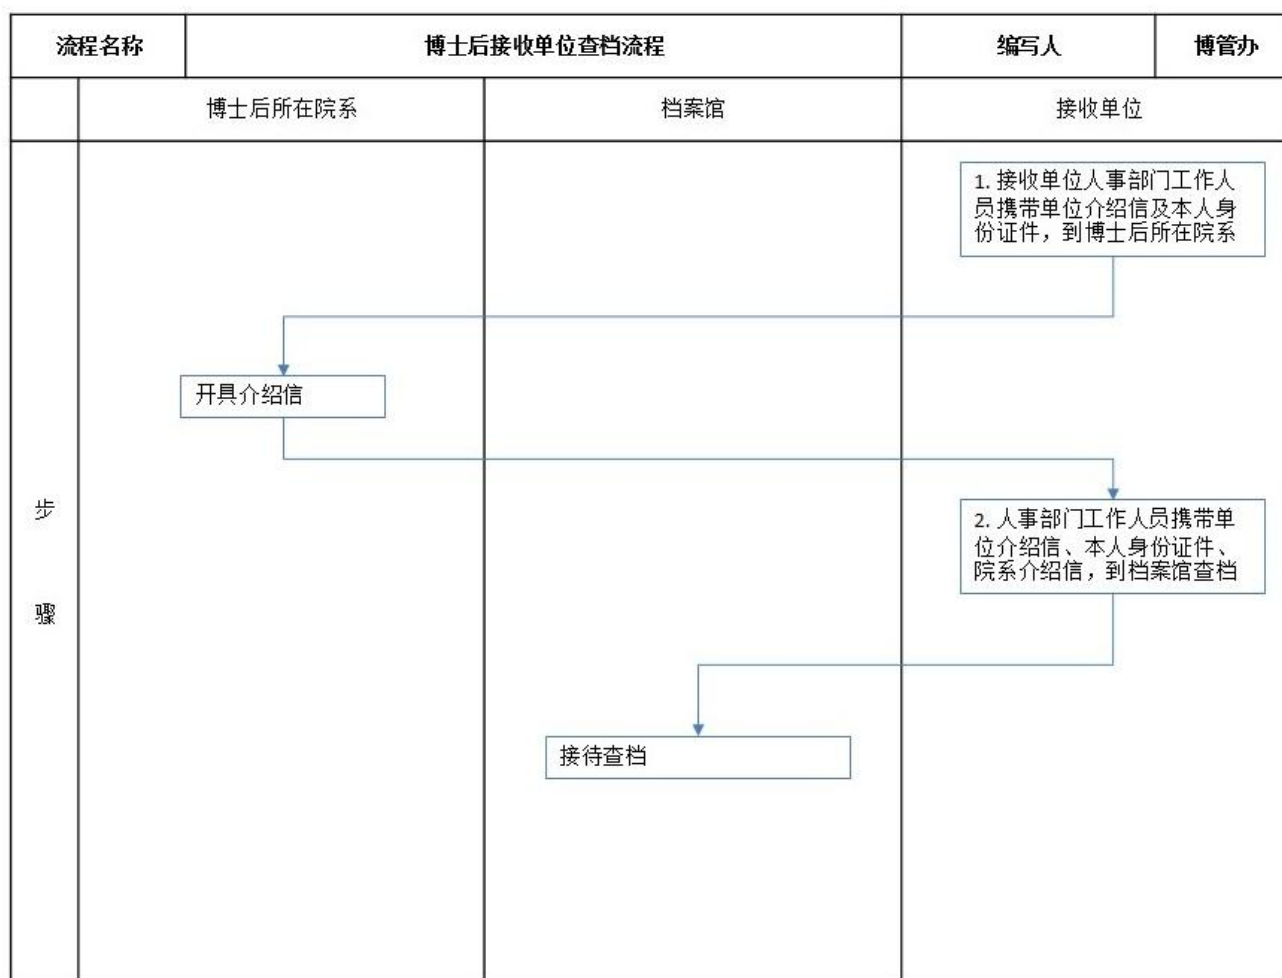 流程名称 博士后接收单位查档流程 编写人 博管办
博士后所在院系 档案馆 接收单位
1. 接收单位人事部门工作人
员携带单位介绍信及本人身
份证件，到博士后所在院系
开具介绍信
步
骤
2. 人事部门工作人员携带单
位介绍信、本人身份证件、
院系介绍信，到档案馆查档
接待查档